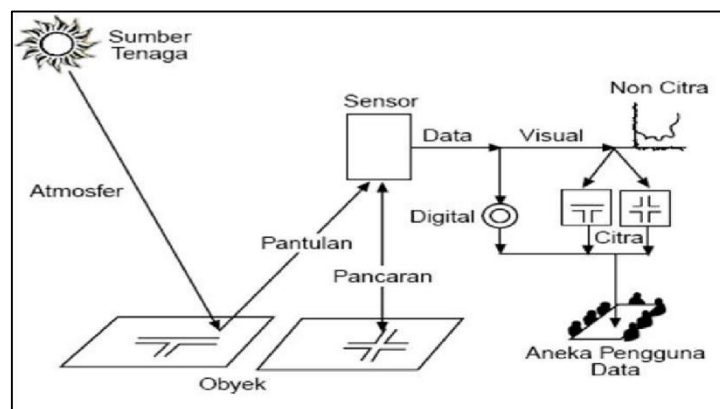 Sumber
Tenaga
Non Citra
Sensor
Data
Visual
Atmosfer
Digital
Citra
Pantulan
Pancaran
Obyek
Aneka Pengguna
Data